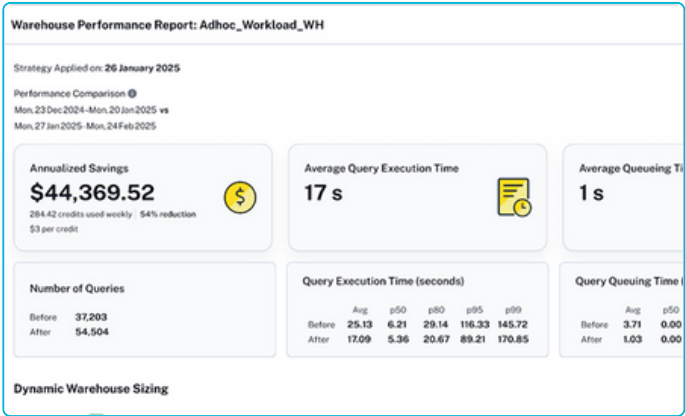 Warehouse Performance Report: Adhoc_Workload_WH
Strategy Applied on: 26 January 2025
Performance Comparison
Mon, 23 Dec 2024-Mon, 20 Jan 2025 vs
Mon, 27 Jan 2025- Mon, 24 Feb 2025
Annualized Savings
$44,369.52
284.42 credits used weekly | 54% reduction
$3 per credit
Average Query Execution Time
17 s
Average Queueing Ti
1 s
Number of Queries
Before 37,203
After 54,504
Query Execution Time (seconds)
Avg p50 p80 p95 p99
Before 25.13 6.21 29.14 116.33 145.72
After 17.09 5.36 20.67 89.21 170.85
Query Queuing Time (
Avg p50
Before 3.71 0.00
After 1.03 0.00
Dynamic Warehouse Sizing